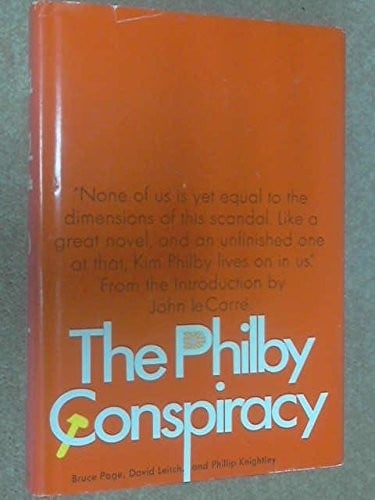 "None of us is yet equal to the
dimensions of this scandal. Like a
great novel, and an unfinished one
at that, Kim Philby lives on in us."
From the Introduction by
John le Carré
The Philby
Conspiracy
Bruce Page, David Leitch, and Phillip Knightley